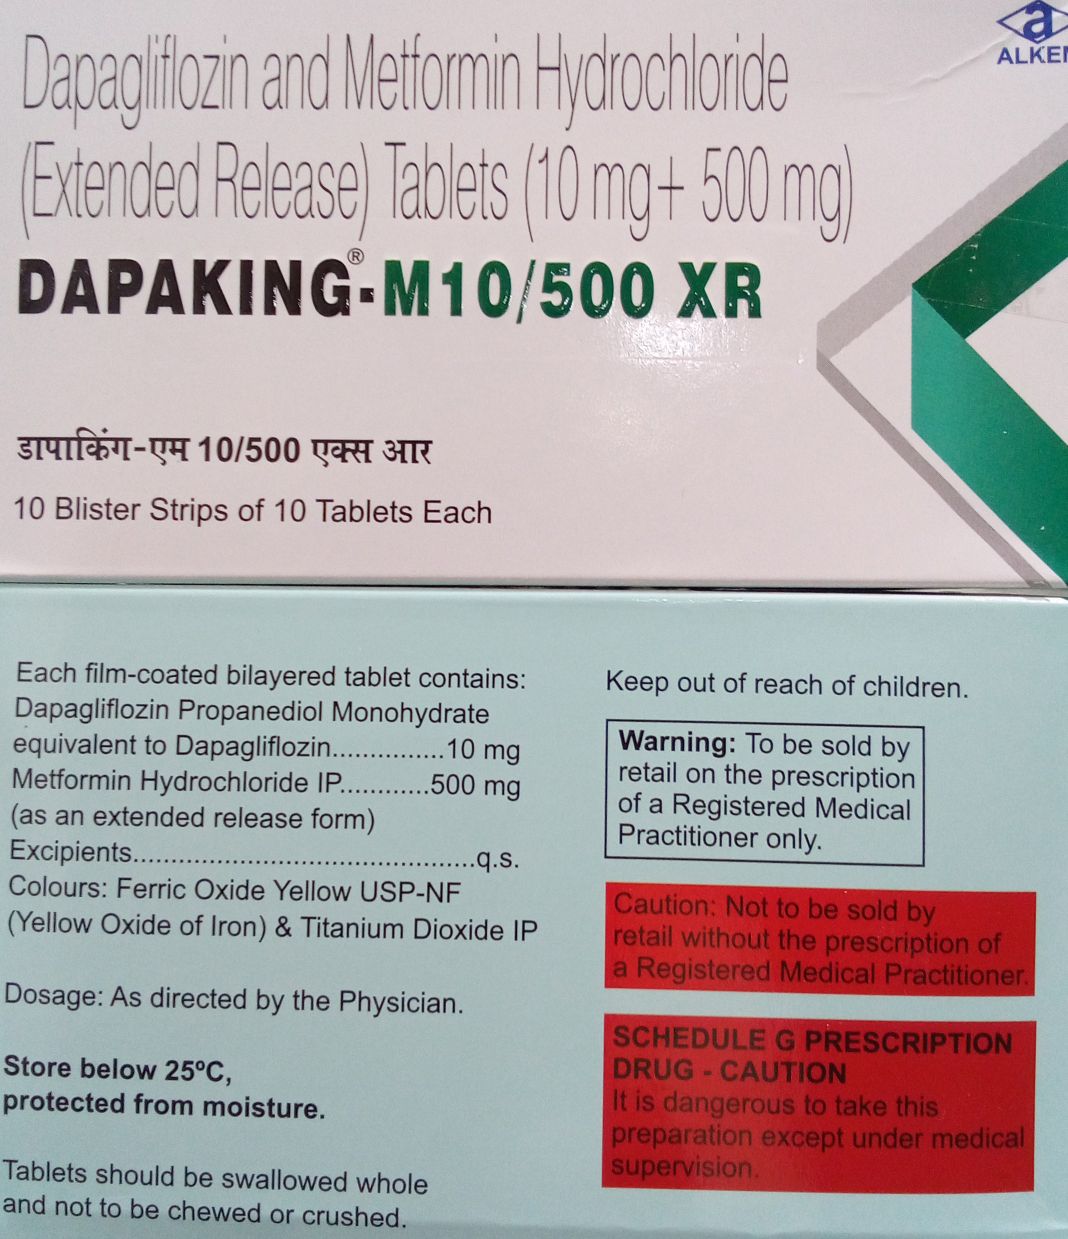 a
Dapagliflozin and Metformin Hydrochloride
(Extended Release) Tablets (10 mg+ 500 mg)
DAPAKING®-M10/500 XR
डापाकिंग-एम 10/500 एक्स आर
10 Blister Strips of 10 Tablets Each
Each film-coated bilayered tablet contains:
Dapagliflozin Propanediol Monohydrate
equivalent to Dapagliflozin...............10 mg
Metformin Hydrochloride IP............500 mg
(as an extended release form)
Excipients.............................................q.s.
Colours: Ferric Oxide Yellow USP-NF
(Yellow Oxide of Iron) & Titanium Dioxide IP
Dosage: As directed by the Physician.
Store below 25ºC,
protected from moisture.
Tablets should be swallowed whole
and not to be chewed or crushed.
Keep out of reach of children.
Warning: To be sold by
retail on the prescription
of a Registered Medical
Practitioner only.
Caution: Not to be sold by
retail without the prescription of
a Registered Medical Practitioner.
SCHEDULE G PRESCRIPTION
DRUG - CAUTION
It is dangerous to take this
preparation except under medical
supervision.